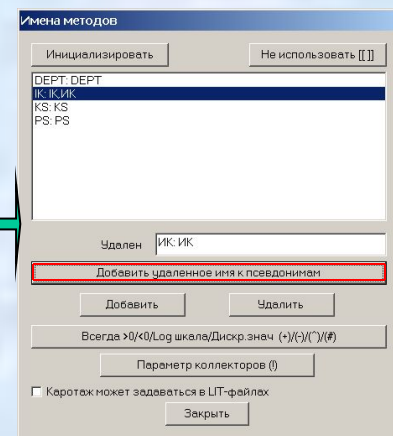 Имена методов
Инициализировать
Не использовать [[ ]]
DEPT: DEPT
IK: IK,ИК
KS: KS
PS: PS
Удален
ИК: ИК
Добавить удаленное имя к псевдонимам
Добавить
Удалить
Всегда >0/<0/Log шкала/Дискр.знач (+)/(-)/(^)/(#)
Параметр коллекторов (!)
Каротаж может задаваться в LIT-файлах
Закрыть